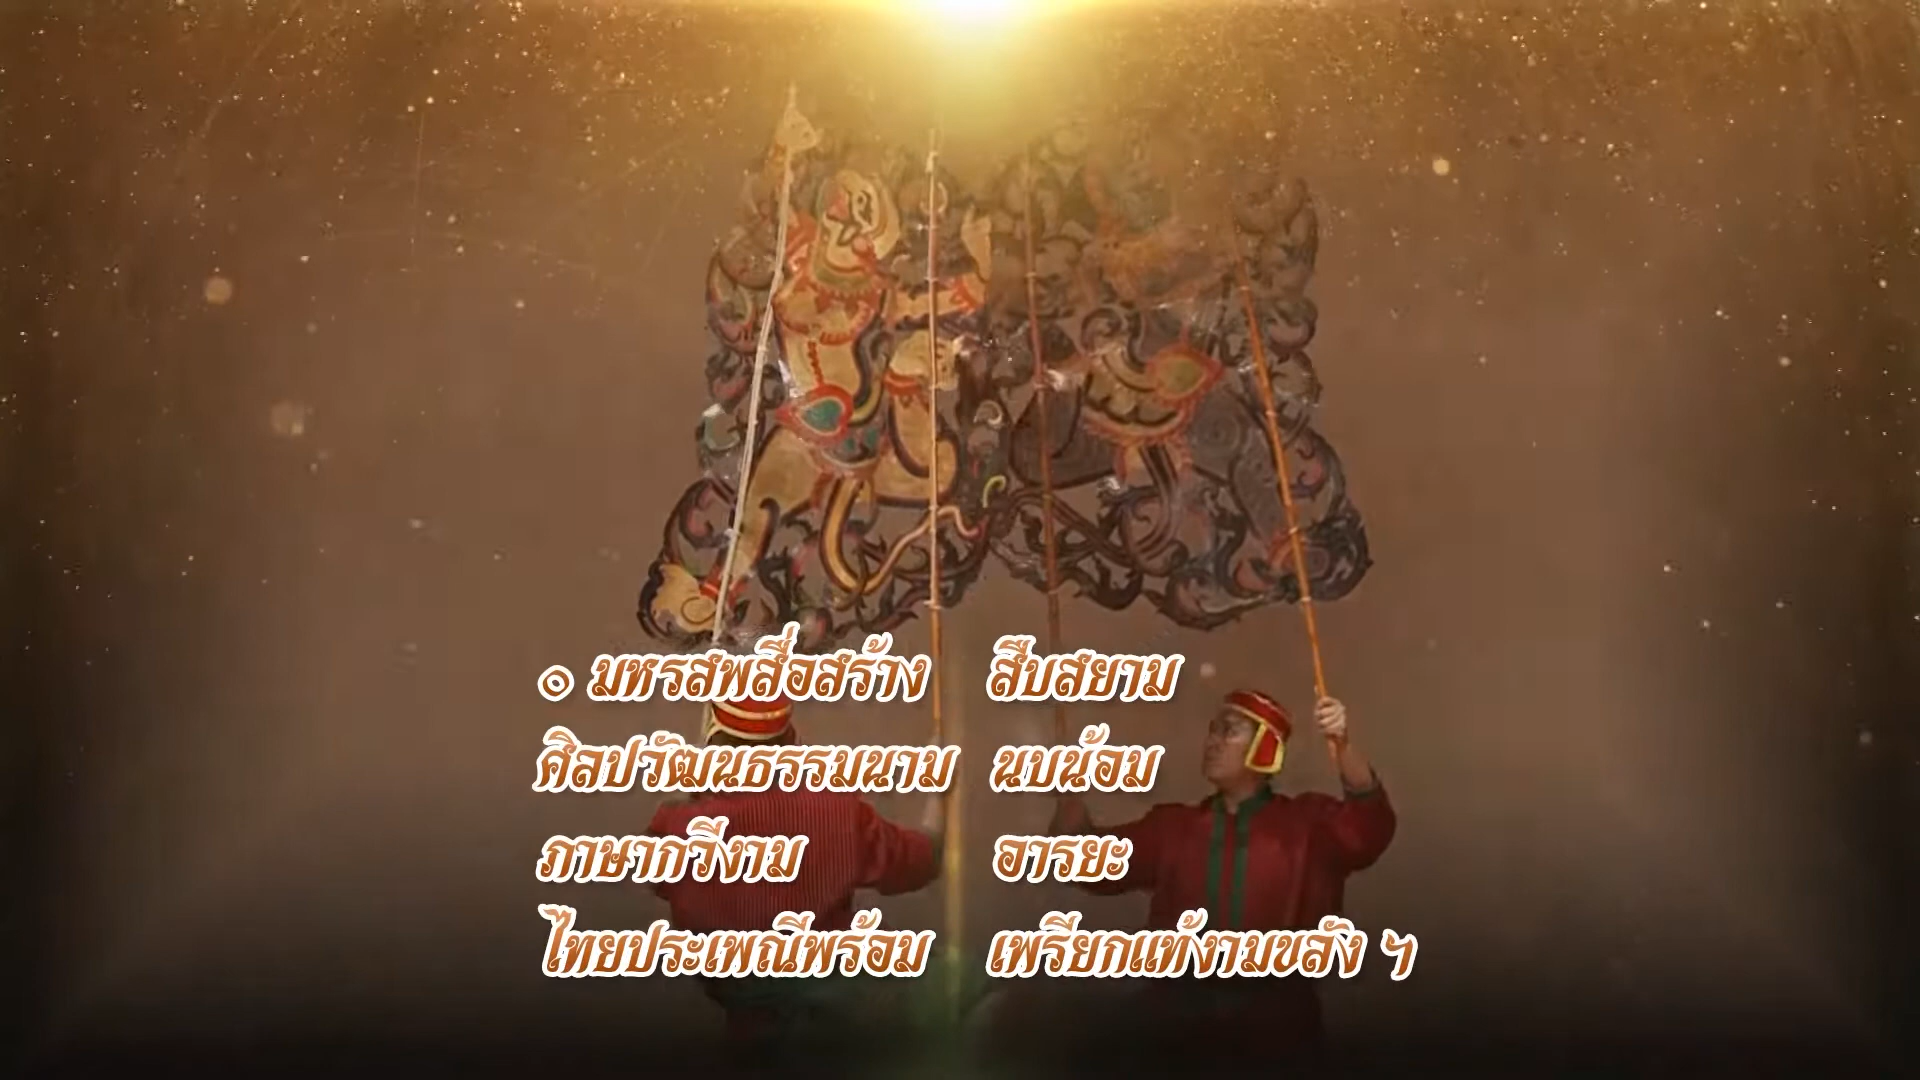 ๏ มหรสพสื่อสร้าง สืบสยาม
ศิลปวัฒนธรรมนาม นบน้อม
ภาษากวีงาม อารยะ
ไทยประเพณีพร้อม เพรียกแท้งามขลัง ฯ